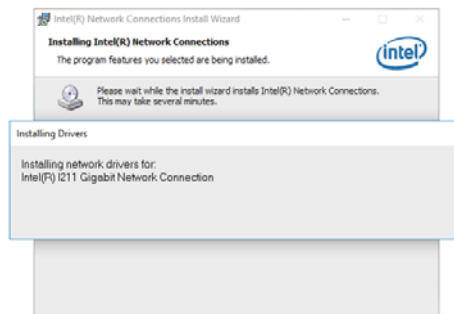 Intel(R) Network Connections Install Wizard
Installing Intel(R) Network Connections
The program features you selected are being installed.
intel
Please wait while the install wizard installs Intel(R) Network Connections.
This may take several minutes.
Installing Drivers
Installing network drivers for:
Intel(R) I211 Gigabit Network Connection